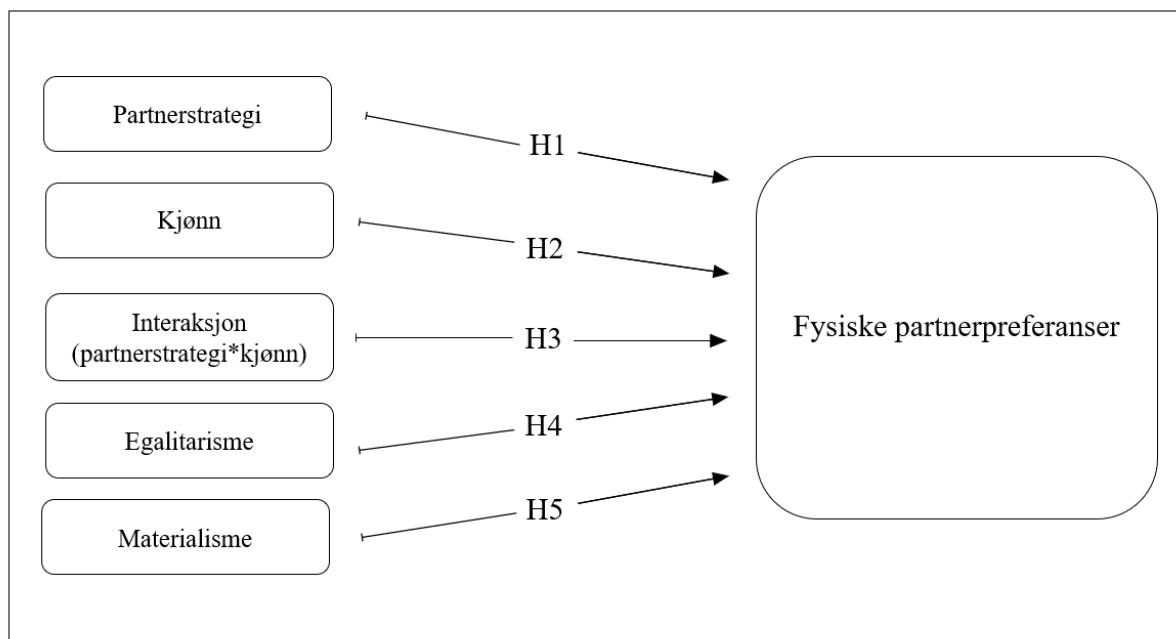 Partnerstrategi
H1
Kjønn
H2
Interaksjon
(partnerstrategi*kjønn)
H3
Fysiske partnerpreferanser
Egalitarisme
H4
Materialisme
H5